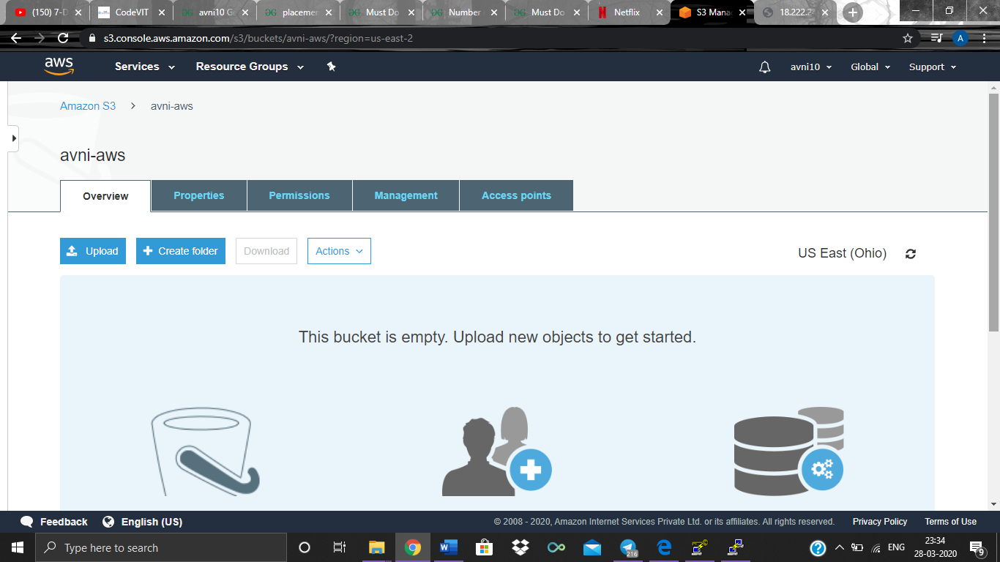 (150) 7-D
CodeVIT
avni10 G
placemen
Must Do
Number
Must Do
Netflix
S3 Mana
18.222.2
s3.console.aws.amazon.com/s3/buckets/avni-aws/?region=us-east-2
A
aws
Services
Resource Groups
avni10
Global
Support
Amazon S3 > avni-aws
avni-aws
Overview
Properties
Permissions
Management
Access points
Upload
Create folder
Download
Actions
US East (Ohio)
This bucket is empty. Upload new objects to get started.
Feedback
English (US)
© 2008 - 2020, Amazon Internet Services Private Ltd. or its affiliates. All rights reserved.
Privacy Policy
Terms of Use
Type here to search
216
ENG
23:34
28-03-2020
9